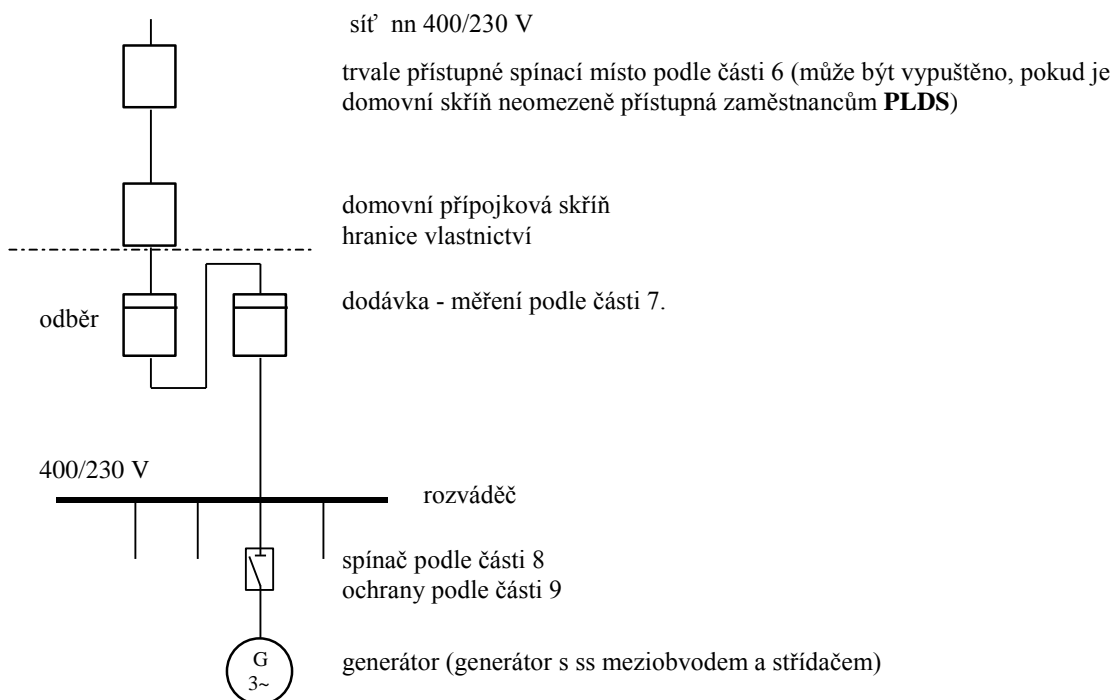 síť nn 400/230 V
trvale přístupné spínací místo podle části 6 (může být vypuštěno, pokud je
domovní skříň neomezeně přístupná zaměstnancům PLDS)
domovní přípojková skříň
hranice vlastnictví
odběr
dodávka - měření podle části 7.
400/230 V
rozváděč
spínač podle části 8
ochrany podle části 9
G
3~
generátor (generátor s ss meziobvodem a střídačem)